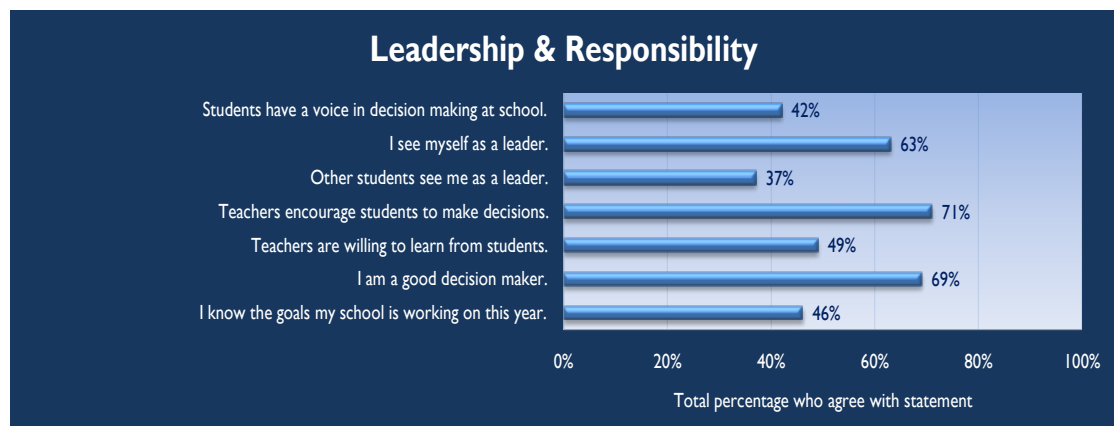 Leadership & Responsibility
Students have a voice in decision making at school.
42%
I see myself as a leader.
63%
Other students see me as a leader.
37%
Teachers encourage students to make decisions.
71%
Teachers are willing to learn from students.
49%
I am a good decision maker.
69%
I know the goals my school is working on this year.
46%
0% 20% 40% 60% 80% 100%
Total percentage who agree with statement